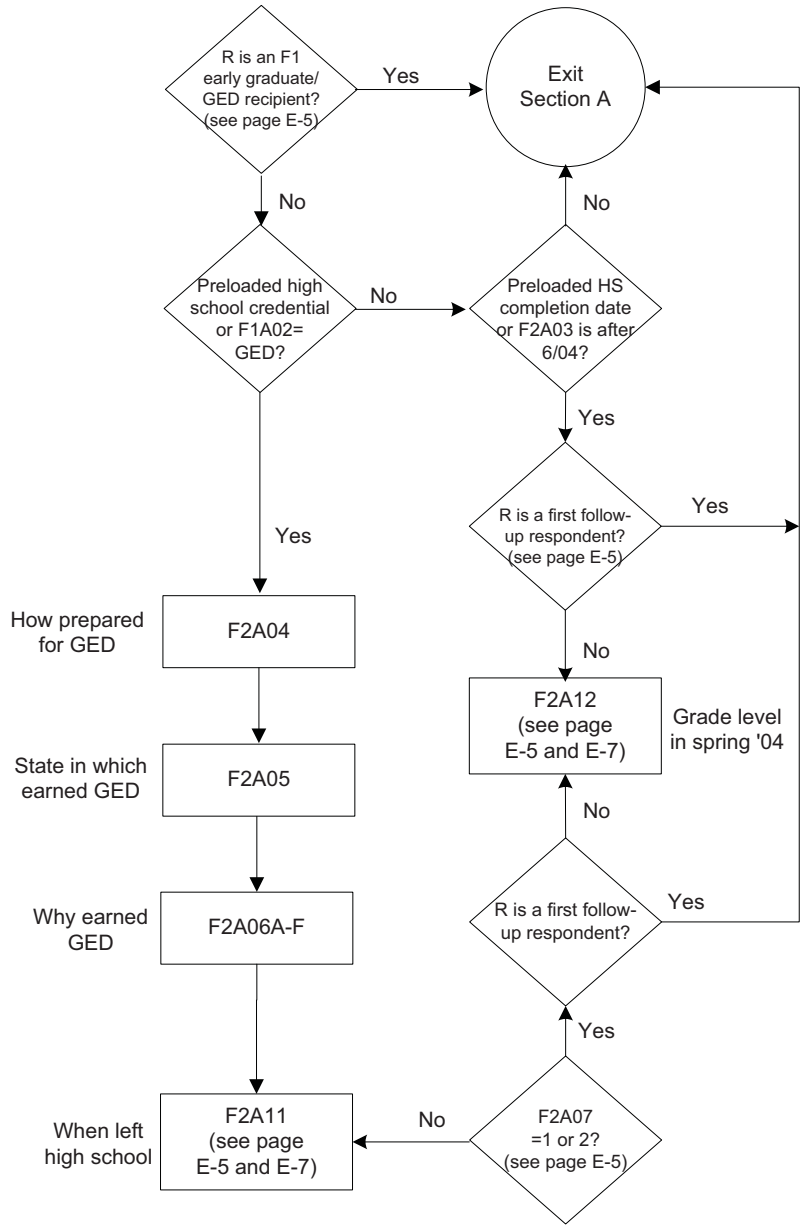 R is an F1
early graduate/
GED recipient?
(see page E-5)
Yes
Exit
Section A
No
No
Preloaded high
school credential
or F1A02=
GED?
No
Preloaded HS
completion date
or F2A03 is after
6/04?
Yes
Yes
R is a first follow-
up respondent?
(see page E-5)
Yes
How prepared
for GED
F2A04
No
F2A12
(see page
E-5 and E-7)
Grade level
in spring '04
State in which
earned GED
F2A05
No
Why earned
GED
F2A06A-F
R is a first follow-
up respondent?
Yes
Yes
When left
high school
F2A11
(see page
E-5 and E-7)
No
F2A07
=1 or 2?
(see page E-5)